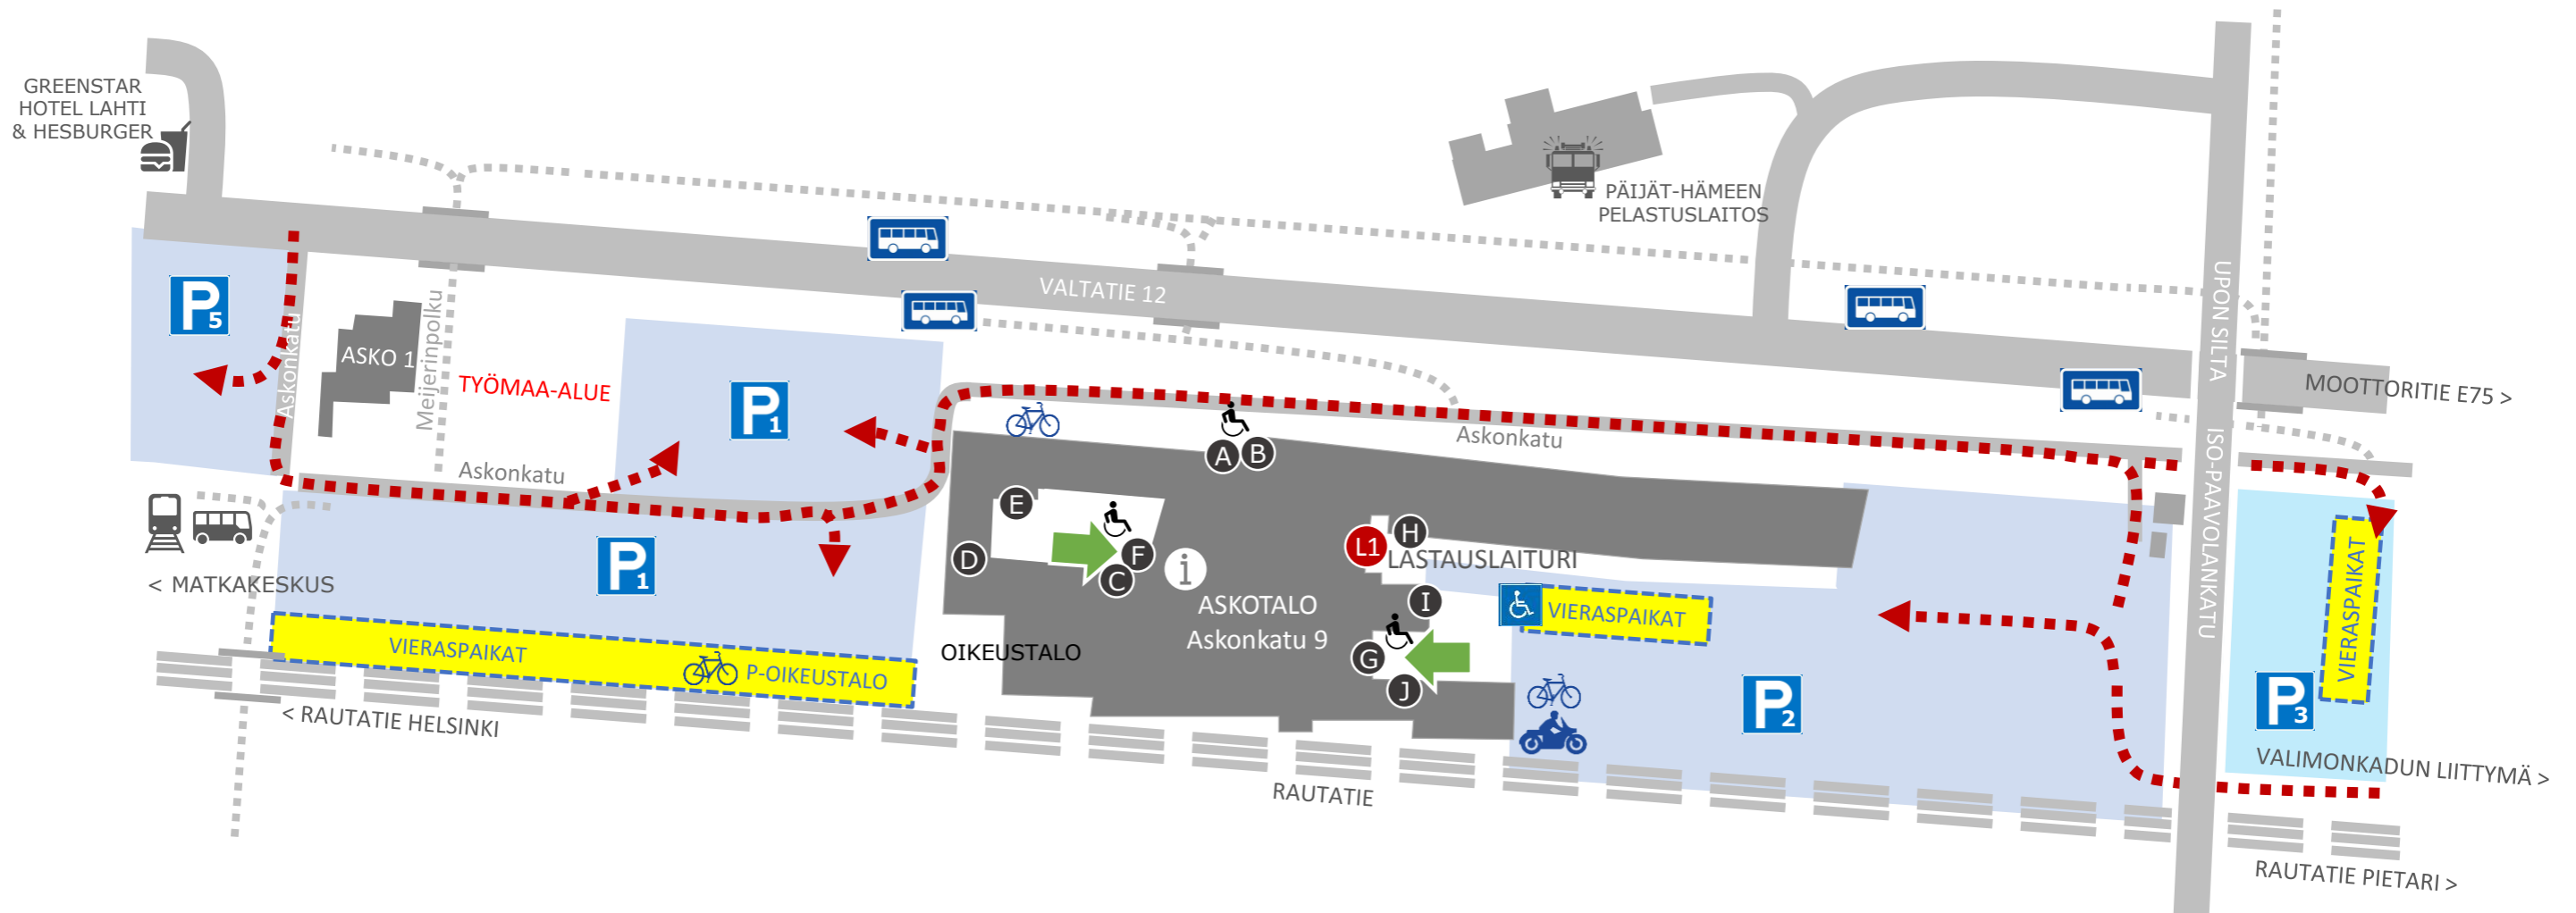 GREENSTAR
HOTEL LAHTI
& HESBURGER
PÄIJÄT-HÄMEEN
PELASTUSLAITOS
VALTATIE 12
UPON SILTA
ISO-PAAVOLANKATU
MOOTTORITIE E75 >
P5
Askonkatu
ASKO 1
Meijerinpolku
TYÖMAA-ALUE
P1
Askonkatu
Askonkatu
A
B
E
D
F
C
i
L1
H
LASTAUSLAITURI
I
G
J
ASKOTALO
Askonkatu 9
OIKEUSTALO
< MATKAKESKUS
P1
VIERASPAIKAT
P-OIKEUSTALO
VIERASPAIKAT
P2
VIERASPAIKAT
P3
VALIMONKADUN LIITTYMÄ >
< RAUTATIE HELSINKI
RAUTATIE
RAUTATIE PIETARI >